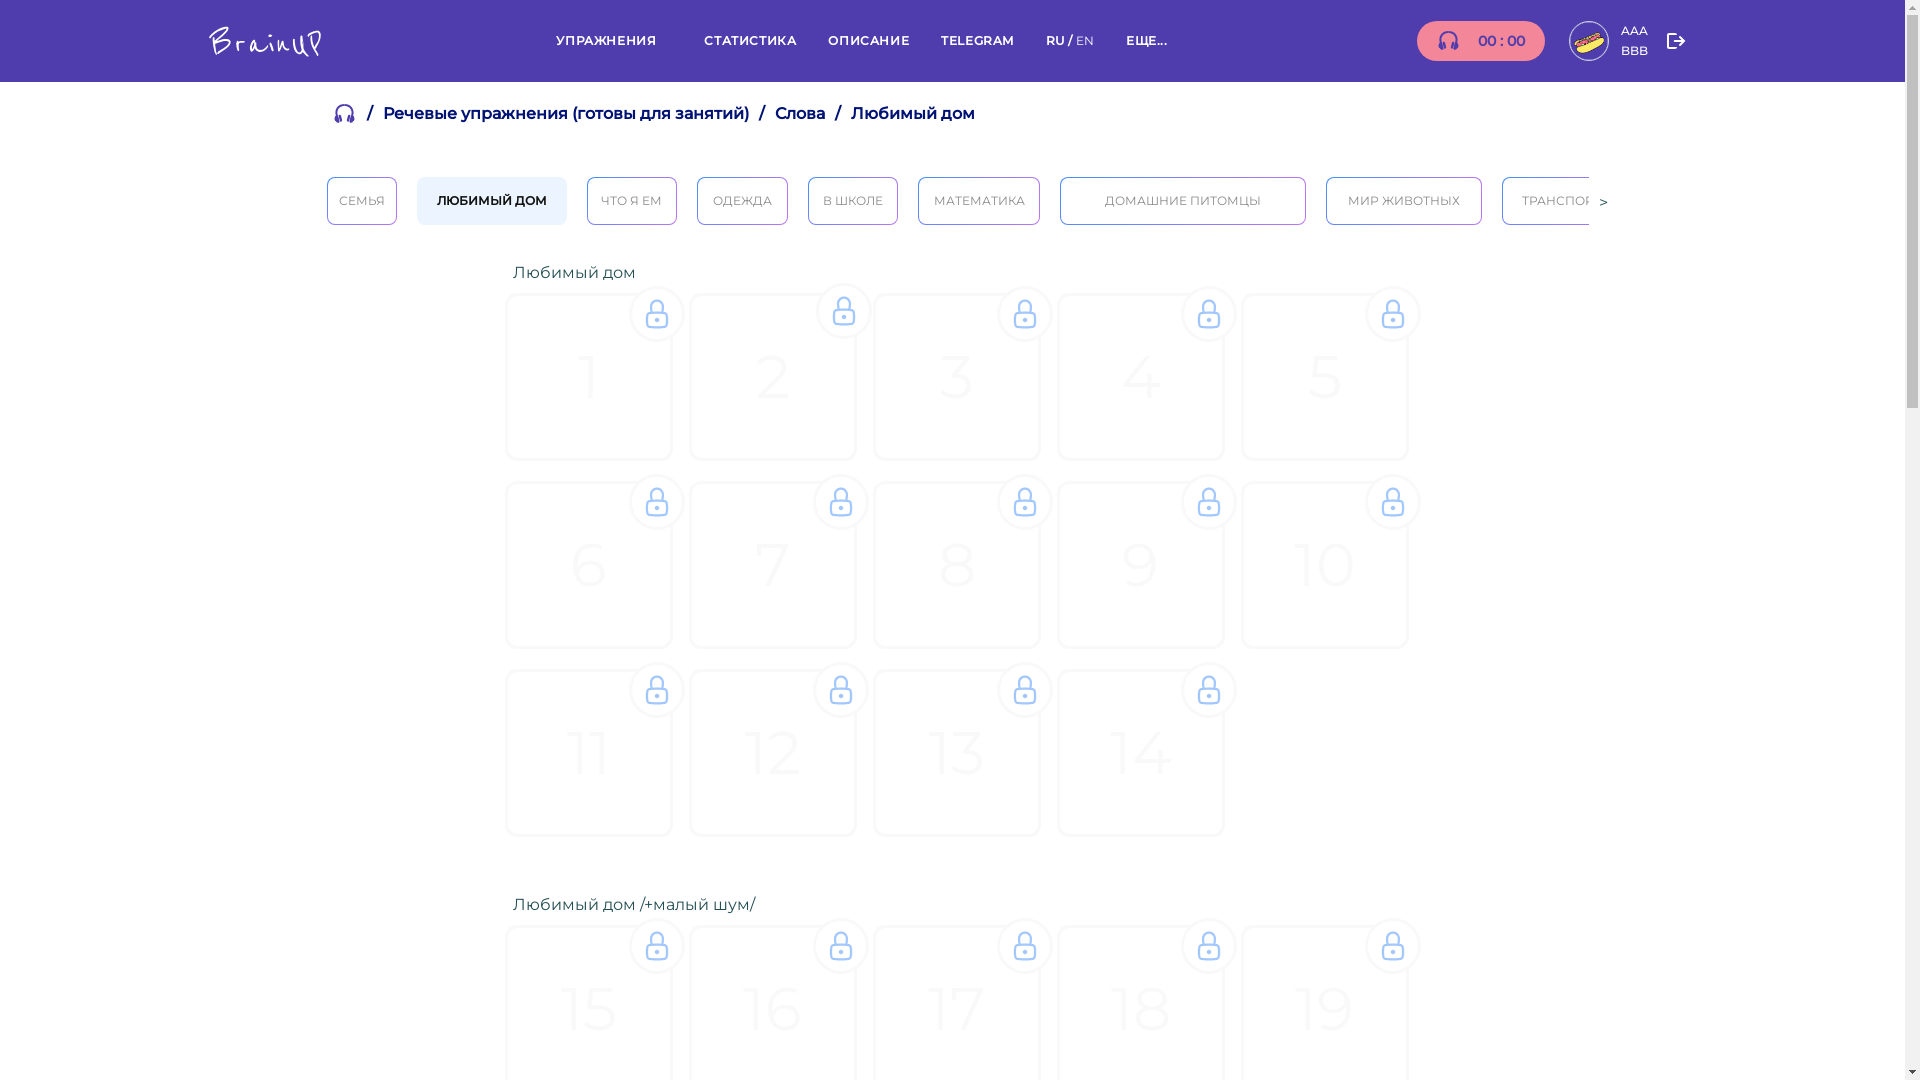 BrainUP
УПРАЖНЕНИЯ СТАТИСТИКА ОПИСАНИЕ TELEGRAM RU / EN ЕЩЕ...
00 : 00
AAA
BBB
/ Речевые упражнения (готовы для занятий) / Слова / Любимый дом
СЕМЬЯ ЛЮБИМЫЙ ДОМ ЧТО Я ЕМ ОДЕЖДА В ШКОЛЕ МАТЕМАТИКА ДОМАШНИЕ ПИТОМЦЫ МИР ЖИВОТНЫХ ТРАНСПОР >
Любимый дом
1 2 3 4 5
6 7 8 9 10
11 12 13 14
Любимый дом /+малый шум/
15 16 17 18 19